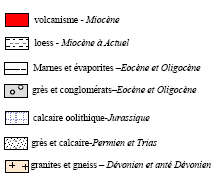 volcanisme - Miocène
loess - Miocène à Actuel
Marnes et évaporites –Eocène et Oligocène
grès et conglomérats–Eocène et Oligocène
calcaire oolithique-Jurassique
grès et calcaire-Permien et Trias
granites et gneiss – Dévonien et anté Dévonien